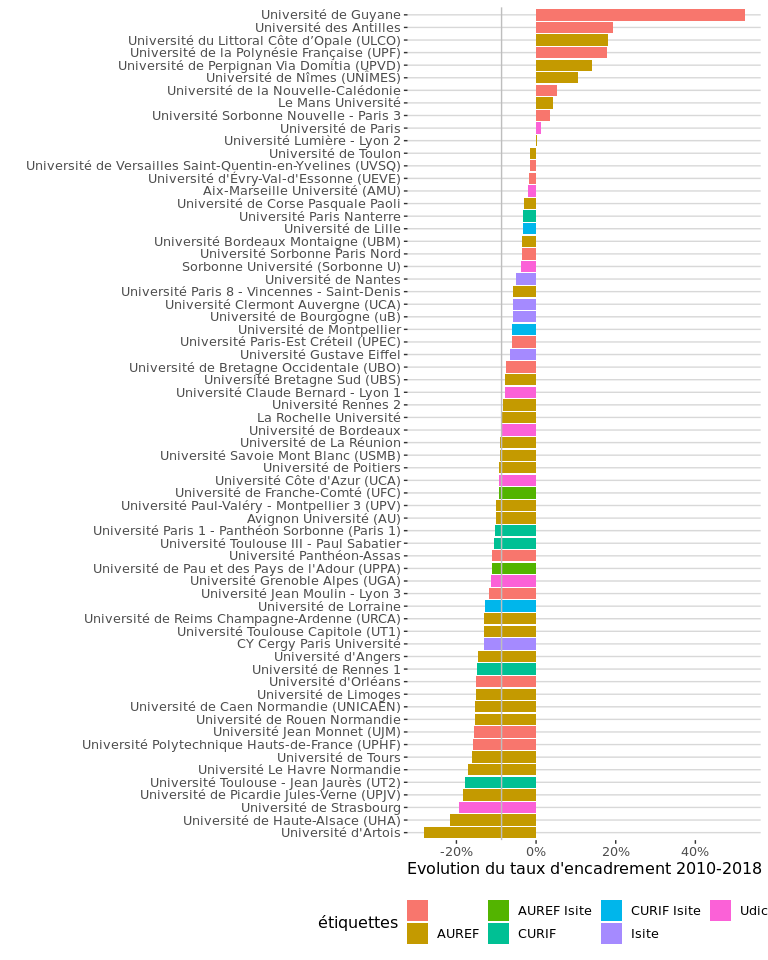 Université de Guyane
Université des Antilles
Université du Littoral Côte d’Opale (ULCO)
Université de la Polynésie Française (UPF)
Université de Perpignan Via Domitia (UPVD)
Université de Nîmes (UNIMES)
Université de la Nouvelle-Calédonie
Le Mans Université
Université Sorbonne Nouvelle - Paris 3
Université de Paris
Université Lumière - Lyon 2
Université de Toulon
Université de Versailles Saint-Quentin-en-Yvelines (UVSQ)
Université d'Évry-Val-d'Essonne (UEVE)
Aix-Marseille Université (AMU)
Université de Corse Pasquale Paoli
Université Paris Nanterre
Université de Lille
Université Bordeaux Montaigne (UBM)
Université Sorbonne Paris Nord
Sorbonne Université (Sorbonne U)
Université de Nantes
Université Paris 8 - Vincennes - Saint-Denis
Université Clermont Auvergne (UCA)
Université de Bourgogne (uB)
Université de Montpellier
Université Paris-Est Créteil (UPEC)
Université Gustave Eiffel
Université de Bretagne Occidentale (UBO)
Université Bretagne Sud (UBS)
Université Claude Bernard - Lyon 1
Université Rennes 2
La Rochelle Université
Université de Bordeaux
Université de La Réunion
Université Savoie Mont Blanc (USMB)
Université de Poitiers
Université Côte d'Azur (UCA)
Université de Franche-Comté (UFC)
Université Paul-Valéry - Montpellier 3 (UPV)
Avignon Université (AU)
Université Paris 1 - Panthéon Sorbonne (Paris 1)
Université Toulouse III - Paul Sabatier
Université Panthéon-Assas
Université de Pau et des Pays de l'Adour (UPPA)
Université Grenoble Alpes (UGA)
Université Jean Moulin - Lyon 3
Université de Lorraine
Université de Reims Champagne-Ardenne (URCA)
Université Toulouse Capitole (UT1)
CY Cergy Paris Université
Université d'Angers
Université de Rennes 1
Université d'Orléans
Université de Limoges
Université de Caen Normandie (UNICAEN)
Université de Rouen Normandie
Université Jean Monnet (UJM)
Université Polytechnique Hauts-de-France (UPHF)
Université de Tours
Université Le Havre Normandie
Université Toulouse - Jean Jaurès (UT2)
Université de Picardie Jules-Verne (UPJV)
Université de Strasbourg
Université de Haute-Alsace (UHA)
Université d'Artois
-20% 0% 20% 40%
Evolution du taux d'encadrement 2010-2018
étiquettes
AUREF Isite CURIF Isite Udic
AUREF CURIF Isite